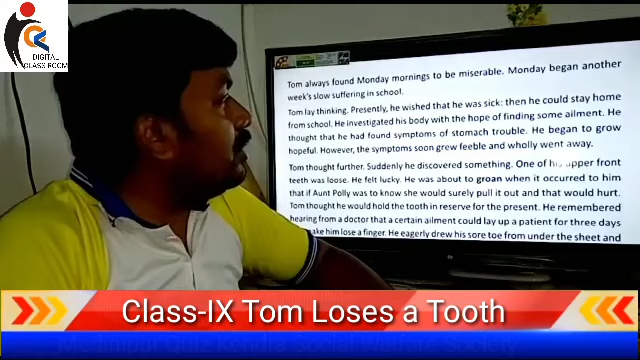 DIGITAL
CLASS ROOM
Tom always found Monday mornings to be miserable. Monday began another
week's slow suffering in school.
Tom lay thinking. Presently, he wished that he was sick: then he could stay home
from school. He investigated his body with the hope of finding some ailment. He
thought that he had found symptoms of stomach trouble. He began to grow
hopeful. However, the symptoms soon grew feeble and wholly went away.
Tom thought further. Suddenly he discovered something. One of his upper front
teeth was loose. He felt lucky. He was about to groan when it occurred to him
that if Aunt Polly was to know she would surely pull it out and that would hurt.
Tom thought he would hold the tooth in reserve for the present. He remembered
hearing from a doctor that a certain ailment could lay up a patient for three days
make him lose a finger. He eagerly drew his sore toe from under the sheet and
Class-IX Tom Loses a Tooth